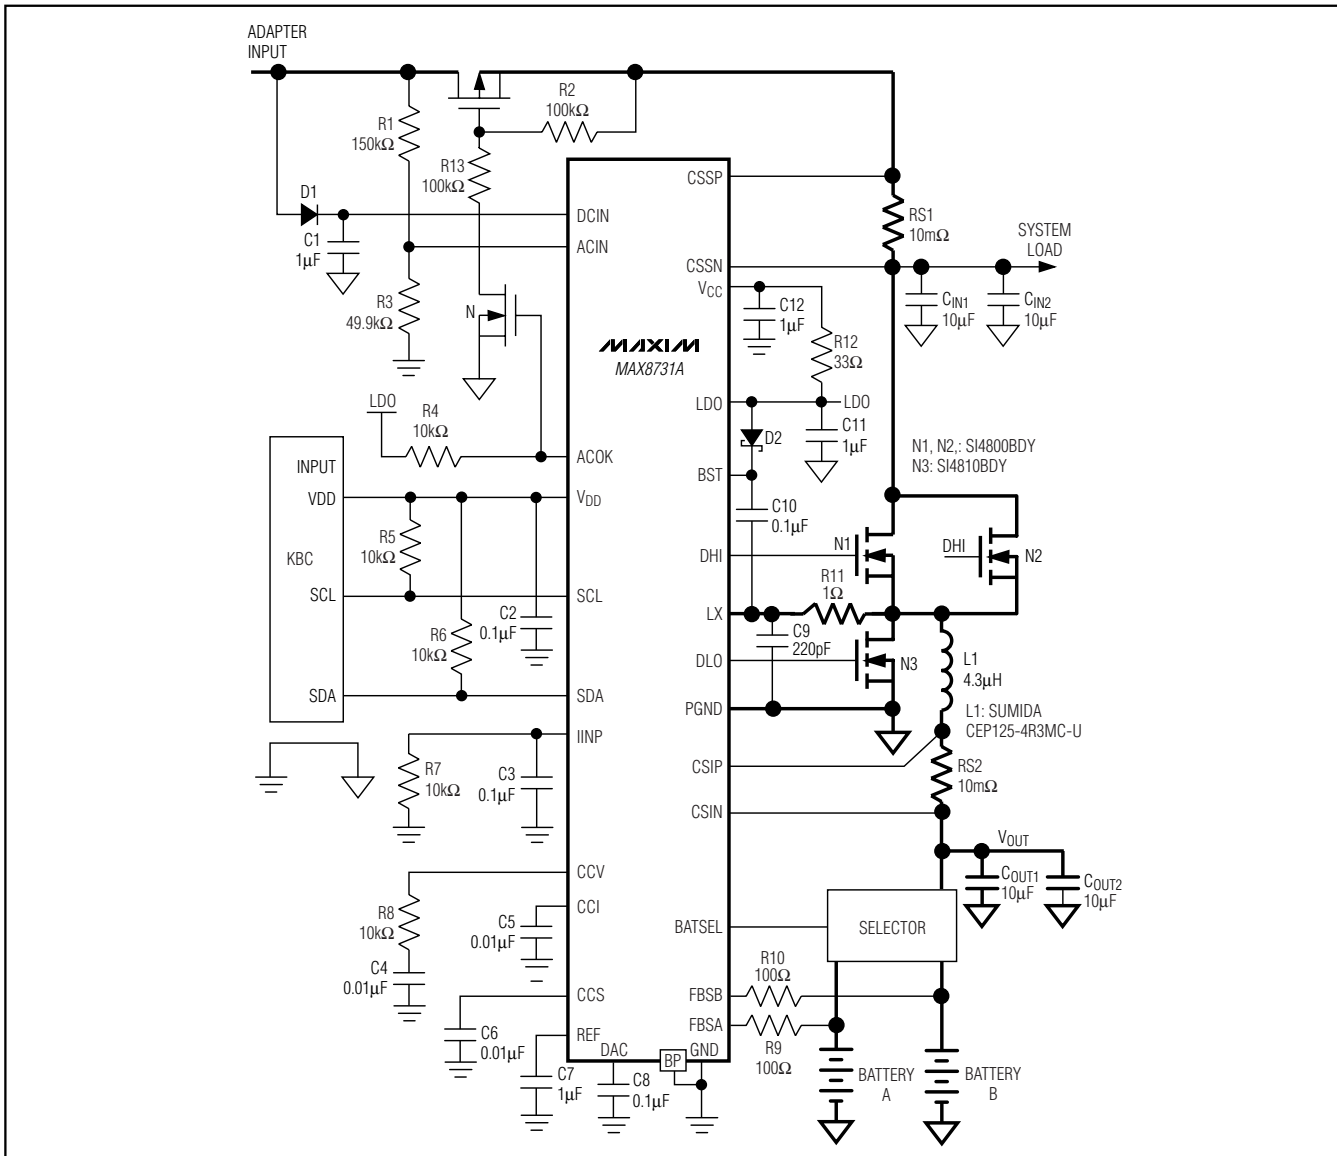 ADAPTER
INPUT
R1
150kΩ
R2
100kΩ
R13
100kΩ
D1
C1
1μF
R3
49.9kΩ
N
LDO
R4
10kΩ
INPUT
VDD
KBC
SCL
SDA
R5
10kΩ
R6
10kΩ
C2
0.1μF
R7
10kΩ
C3
0.1μF
R8
10kΩ
C4
0.01μF
C5
0.01μF
C6
0.01μF
C7
1μF
C8
0.1μF
DCIN
ACIN
ACOK
VDD
SCL
SDA
IINP
CCV
CCI
CCS
REF
DAC
BP
GND
MAXIM
MAX8731A
CSSP
CSSN
VCC
LDO
BST
DHI
LX
DLO
PGND
CSIP
CSIN
BATSEL
FBSB
FBSA
RS1
10mΩ
SYSTEM
LOAD
CIN1
10μF
CIN2
10μF
C12
1μF
R12
33Ω
LDO
D2
C11
1μF
C10
0.1μF
N1, N2,: SI4800BDY
N3: SI4810BDY
N1
DHI
N2
R11
1Ω
C9
220pF
N3
L1
4.3μH
L1: SUMIDA
CEP125-4R3MC-U
RS2
10mΩ
VOUT
COUT1
10μF
COUT2
10μF
SELECTOR
R10
100Ω
R9
100Ω
BATTERY
A
BATTERY
B